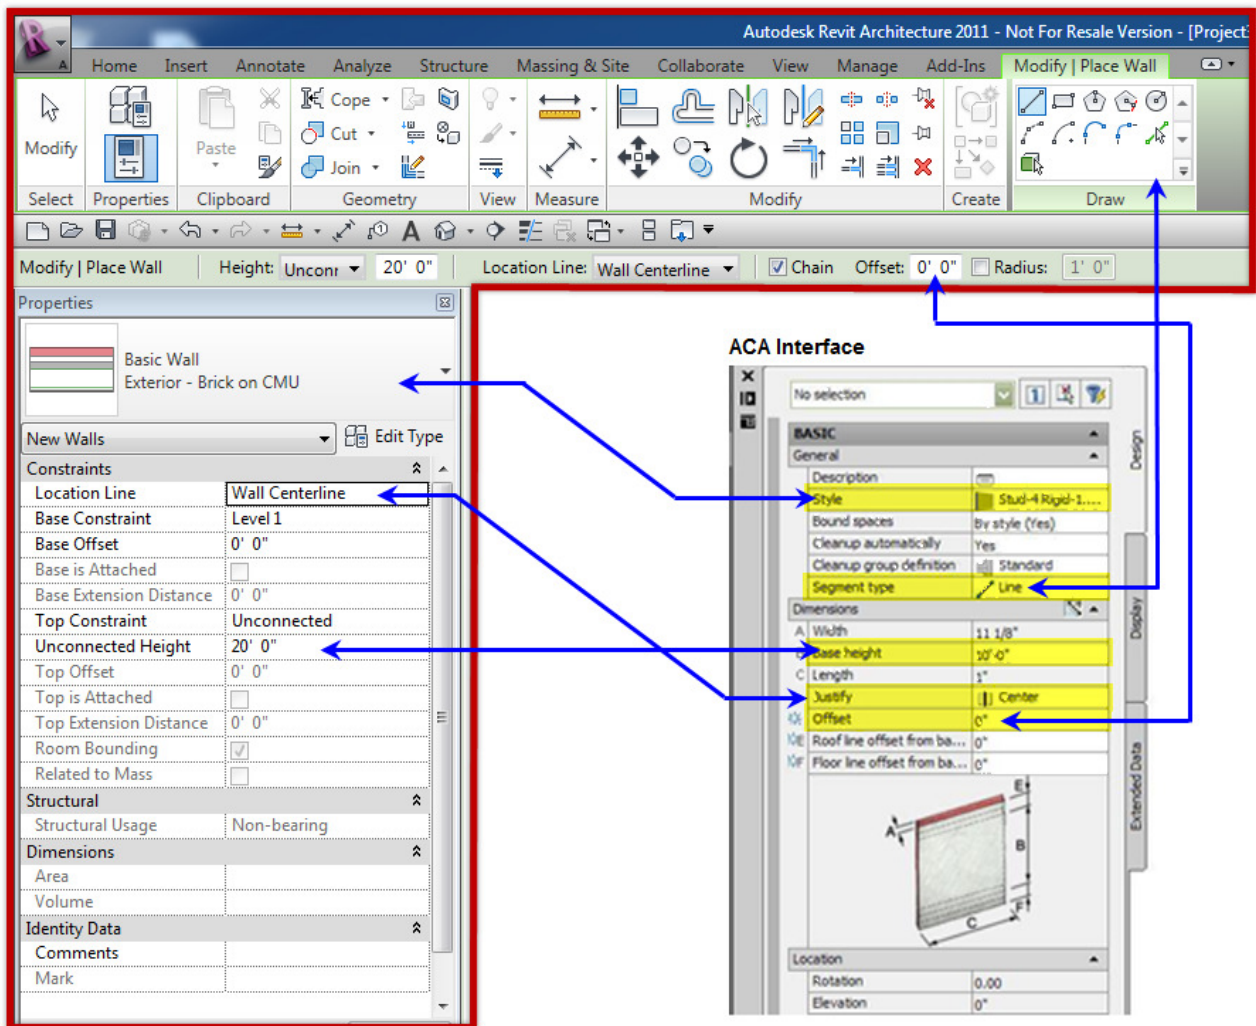 Autodesk Revit Architecture 2011 - Not For Resale Version - [Project
A Home Insert Annotate Analyze Structure Massing & Site Collaborate View Manage Add-Ins Modify | Place Wall
Modify Paste Cope Cut Join
Select Properties Clipboard Geometry View Measure Modify Create Draw
A
Modify | Place Wall Height: Unconr 20' 0" Location Line: Wall Centerline Chain Offset: 0' 0" Radius: 1' 0"
Properties
Basic Wall
Exterior - Brick on CMU
New Walls Edit Type
Constraints
Location Line Wall Centerline
Base Constraint Level 1
Base Offset 0' 0"
Base is Attached
Base Extension Distance 0' 0"
Top Constraint Unconnected
Unconnected Height 20' 0"
Top Offset 0' 0"
Top is Attached
Top Extension Distance 0' 0"
Room Bounding
Related to Mass
Structural
Structural Usage Non-bearing
Dimensions
Area
Volume
Identity Data
Comments
Mark
ACA Interface
No selection
BASIC
General
Description
Style Stud-4 Rigid-1....
Bound spaces By style (Yes)
Cleanup automatically Yes
Cleanup group definition Standard
Segment type Line
Dimensions
A Width 11 1/8"
Base height 10'-0"
C Length 1"
Justify Center
Offset 0"
E Roof line offset from ba... 0"
F Floor line offset from ba... 0"
E
A
B
F
C
Location
Rotation 0.00
Elevation 0"
Design
Display
Extended Data